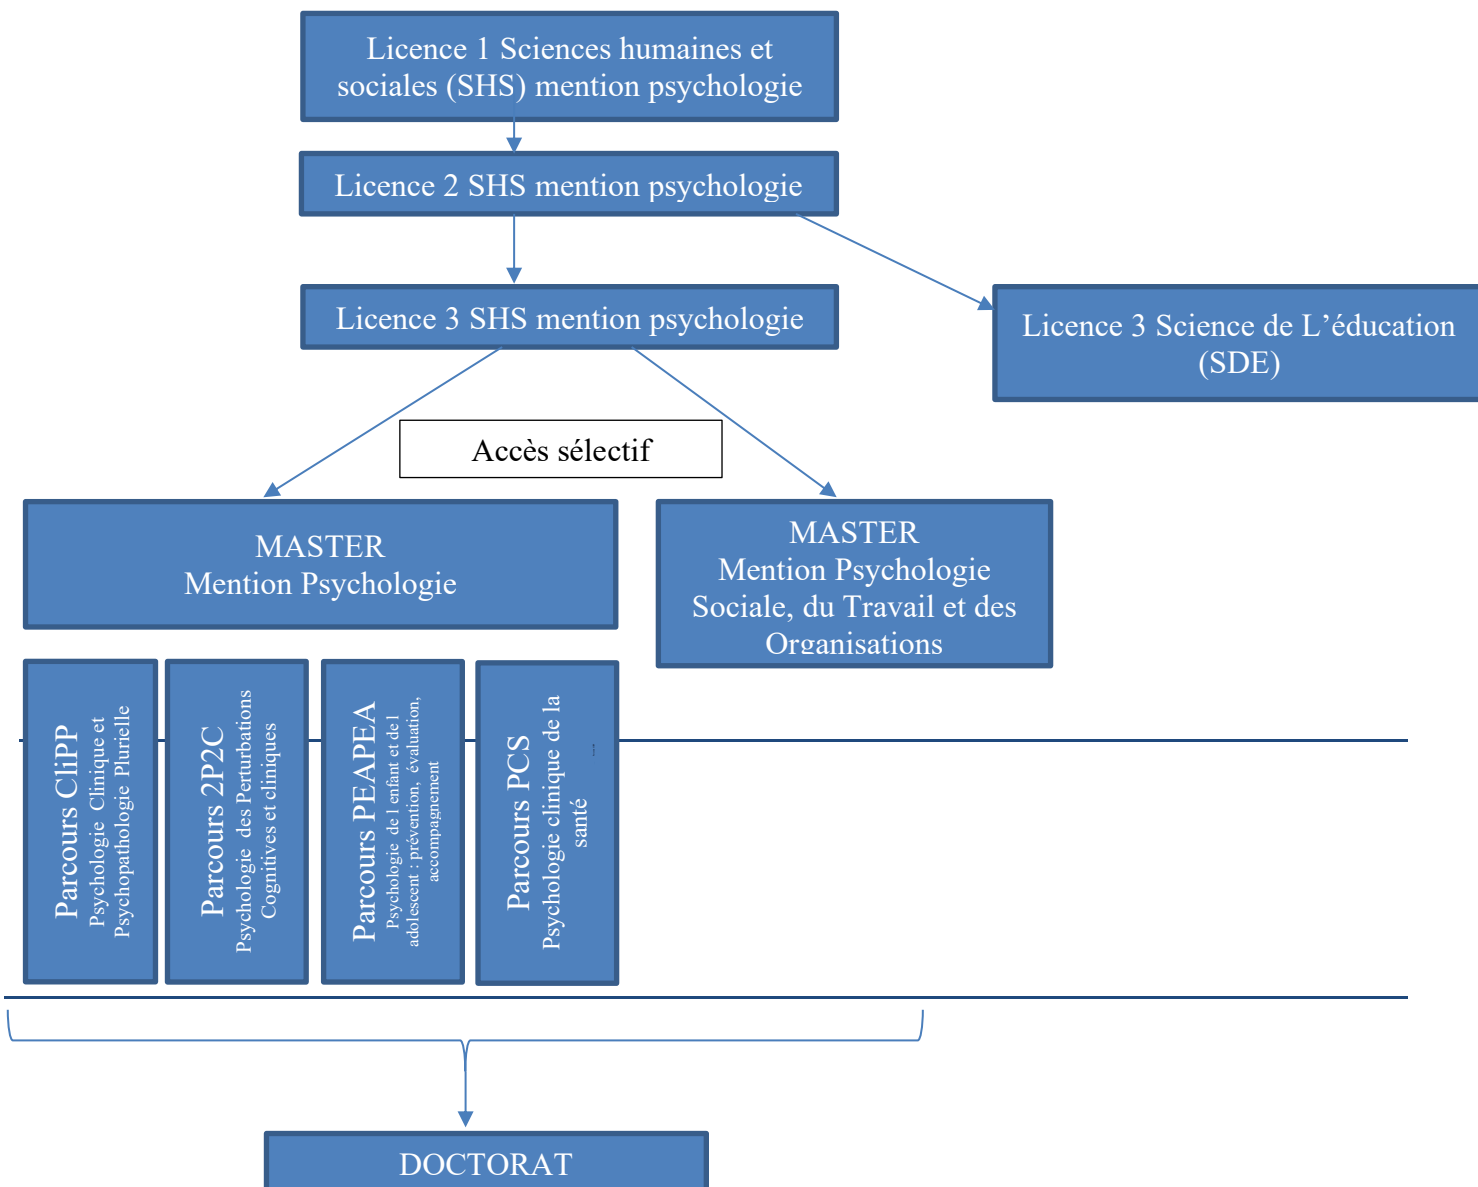 Licence 1 Sciences humaines et
sociales (SHS) mention psychologie
Licence 2 SHS mention psychologie
Licence 3 SHS mention psychologie
Licence 3 Science de L’éducation
(SDE)
Accès sélectif
MASTER
Mention Psychologie
MASTER
Mention Psychologie
Sociale, du Travail et des
Organisations
Parcours CliPP
Psychologie Clinique et
Psychopathologie Plurielle
Parcours 2P2C
Psychologie des Perturbations
Cognitives et cliniques
Parcours PEAPEA
Psychologie de l enfant et de l
adolescent : prévention, évaluation,
accompagnement
Parcours PCS
Psychologie clinique de la
santé
DOCTORAT